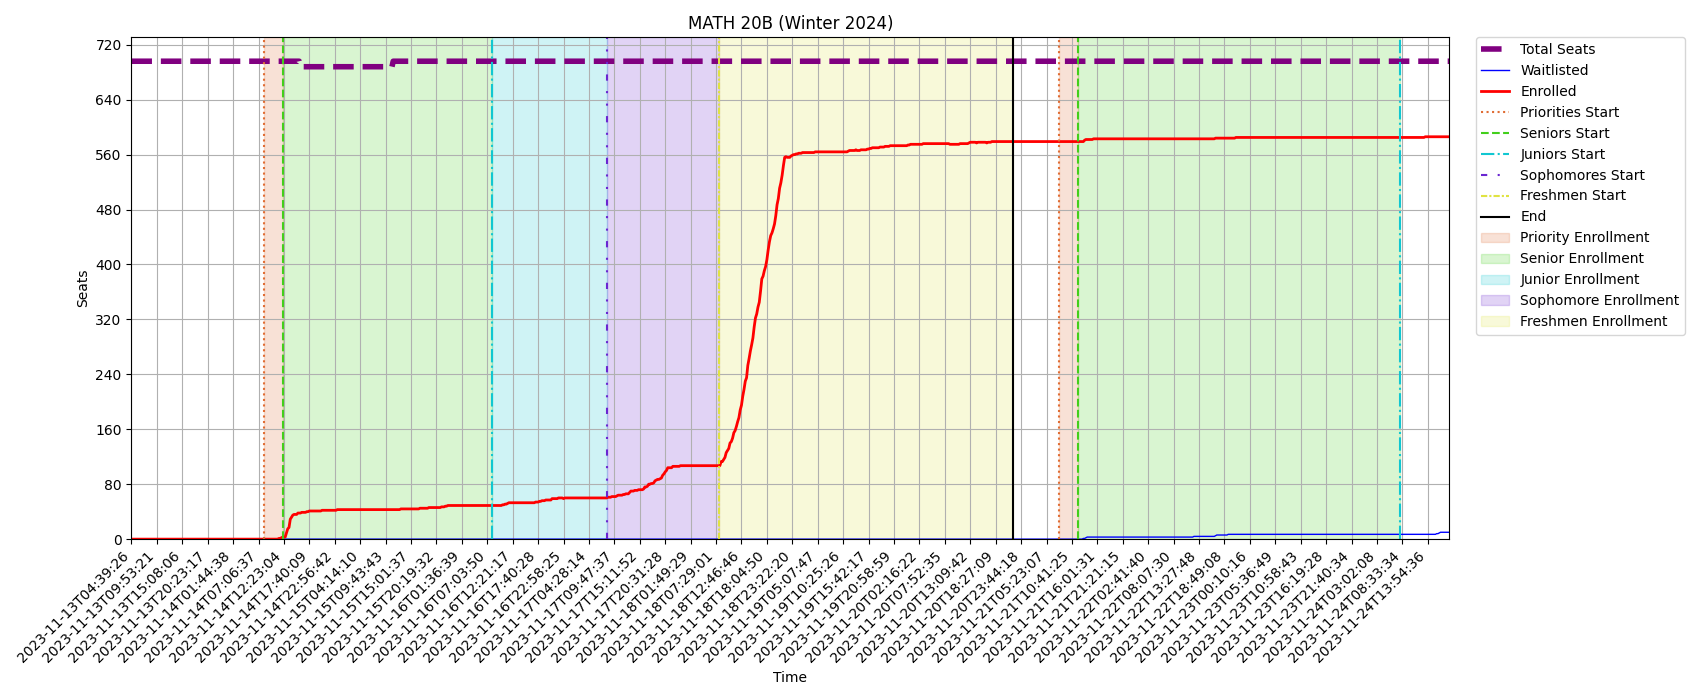 MATH 20B (Winter 2024)
720
640
560
480
400
320
240
160
80
0
Seats
2023-11-13T04:39:26
2023-11-13T09:53:21
2023-11-13T15:08:06
2023-11-13T20:23:17
2023-11-14T01:44:38
2023-11-14T07:06:37
2023-11-14T12:23:04
2023-11-14T17:40:09
2023-11-14T22:56:42
2023-11-15T04:14:10
2023-11-15T09:43:43
2023-11-15T15:01:37
2023-11-15T20:19:32
2023-11-16T01:36:39
2023-11-16T07:03:50
2023-11-16T12:21:17
2023-11-16T17:40:28
2023-11-16T22:58:25
2023-11-17T04:28:14
2023-11-17T09:47:37
2023-11-17T15:11:52
2023-11-17T20:31:28
2023-11-18T01:49:29
2023-11-18T07:29:01
2023-11-18T12:46:46
2023-11-18T18:04:50
2023-11-18T23:22:20
2023-11-19T05:07:47
2023-11-19T10:25:26
2023-11-19T15:42:17
2023-11-19T20:58:59
2023-11-20T02:16:22
2023-11-20T07:52:35
2023-11-20T13:09:42
2023-11-20T18:27:09
2023-11-20T23:44:18
2023-11-21T05:23:07
2023-11-21T10:41:25
2023-11-21T16:01:31
2023-11-21T21:21:15
2023-11-22T02:41:40
2023-11-22T08:07:30
2023-11-22T13:27:48
2023-11-22T18:49:08
2023-11-23T00:10:16
2023-11-23T05:36:49
2023-11-23T10:58:43
2023-11-23T16:19:28
2023-11-23T21:40:34
2023-11-24T03:02:08
2023-11-24T08:33:34
2023-11-24T13:54:36
Time
Total Seats
Waitlisted
Enrolled
Priorities Start
Seniors Start
Juniors Start
Sophomores Start
Freshmen Start
End
Priority Enrollment
Senior Enrollment
Junior Enrollment
Sophomore Enrollment
Freshmen Enrollment